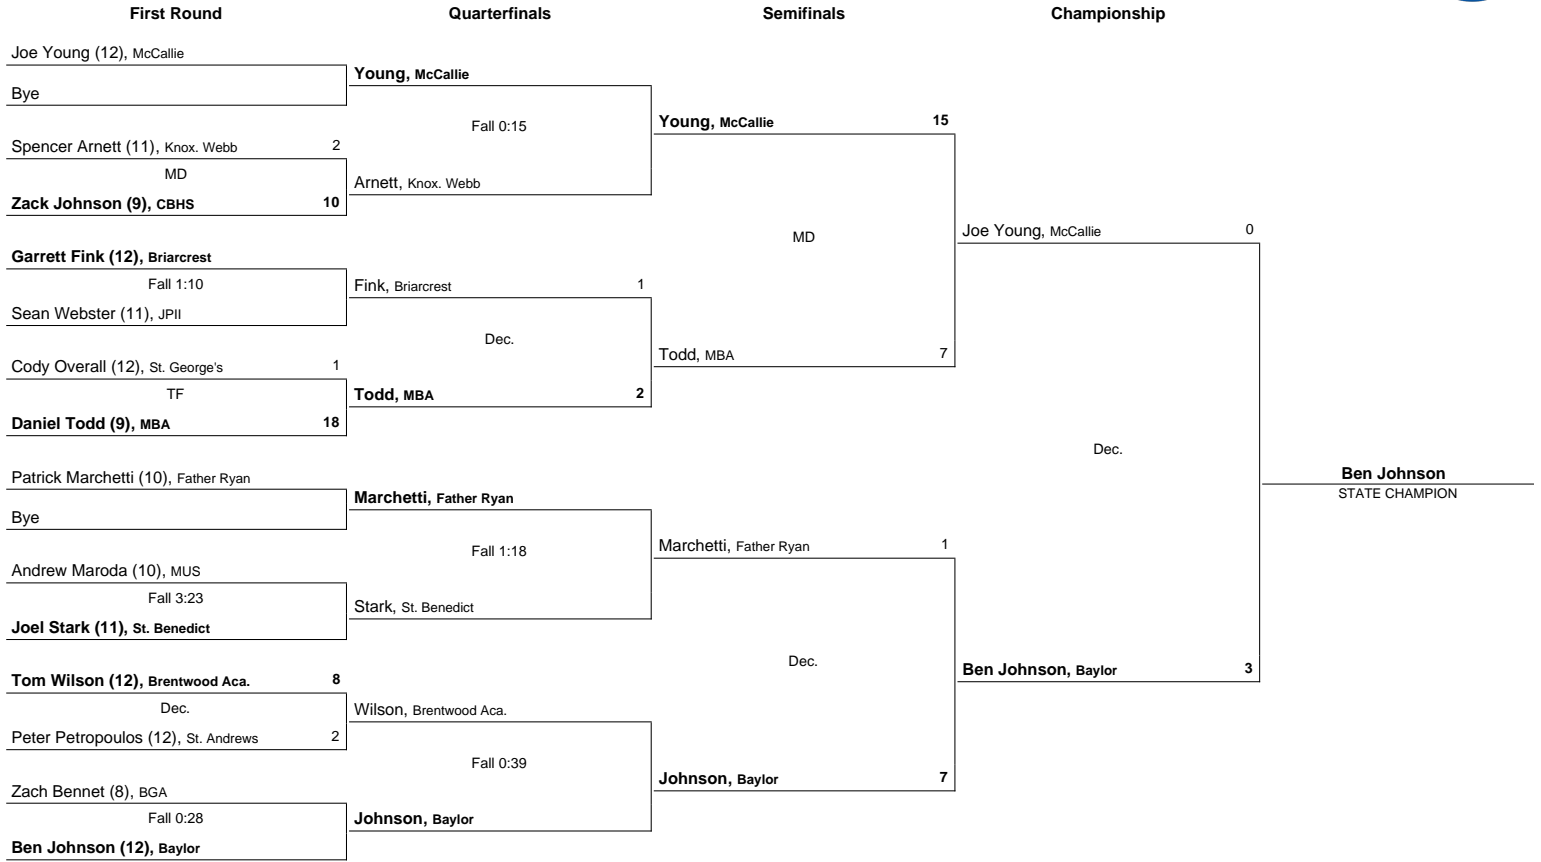 First Round Quarterfinals Semifinals Championship
Joe Young (12), McCallie
Young, McCallie
Bye
Fall 0:15
Young, McCallie 15
Spencer Arnett (11), Knox. Webb 2
MD
Arnett, Knox. Webb
Zack Johnson (9), CBHS 10
MD
Joe Young, McCallie 0
Garrett Fink (12), Briarcrest
Fall 1:10
Fink, Briarcrest 1
Sean Webster (11), JPII
Dec.
Todd, MBA 7
Cody Overall (12), St. George's 1
TF
Todd, MBA 2
Daniel Todd (9), MBA 18
Dec.
Ben Johnson
STATE CHAMPION
Patrick Marchetti (10), Father Ryan
Marchetti, Father Ryan
Bye
Fall 1:18
Marchetti, Father Ryan 1
Andrew Maroda (10), MUS
Fall 3:23
Stark, St. Benedict
Joel Stark (11), St. Benedict
Dec.
Ben Johnson, Baylor 3
Tom Wilson (12), Brentwood Aca. 8
Dec.
Wilson, Brentwood Aca.
Peter Petropoulos (12), St. Andrews 2
Fall 0:39
Johnson, Baylor 7
Zach Bennet (8), BGA
Fall 0:28
Johnson, Baylor
Ben Johnson (12), Baylor